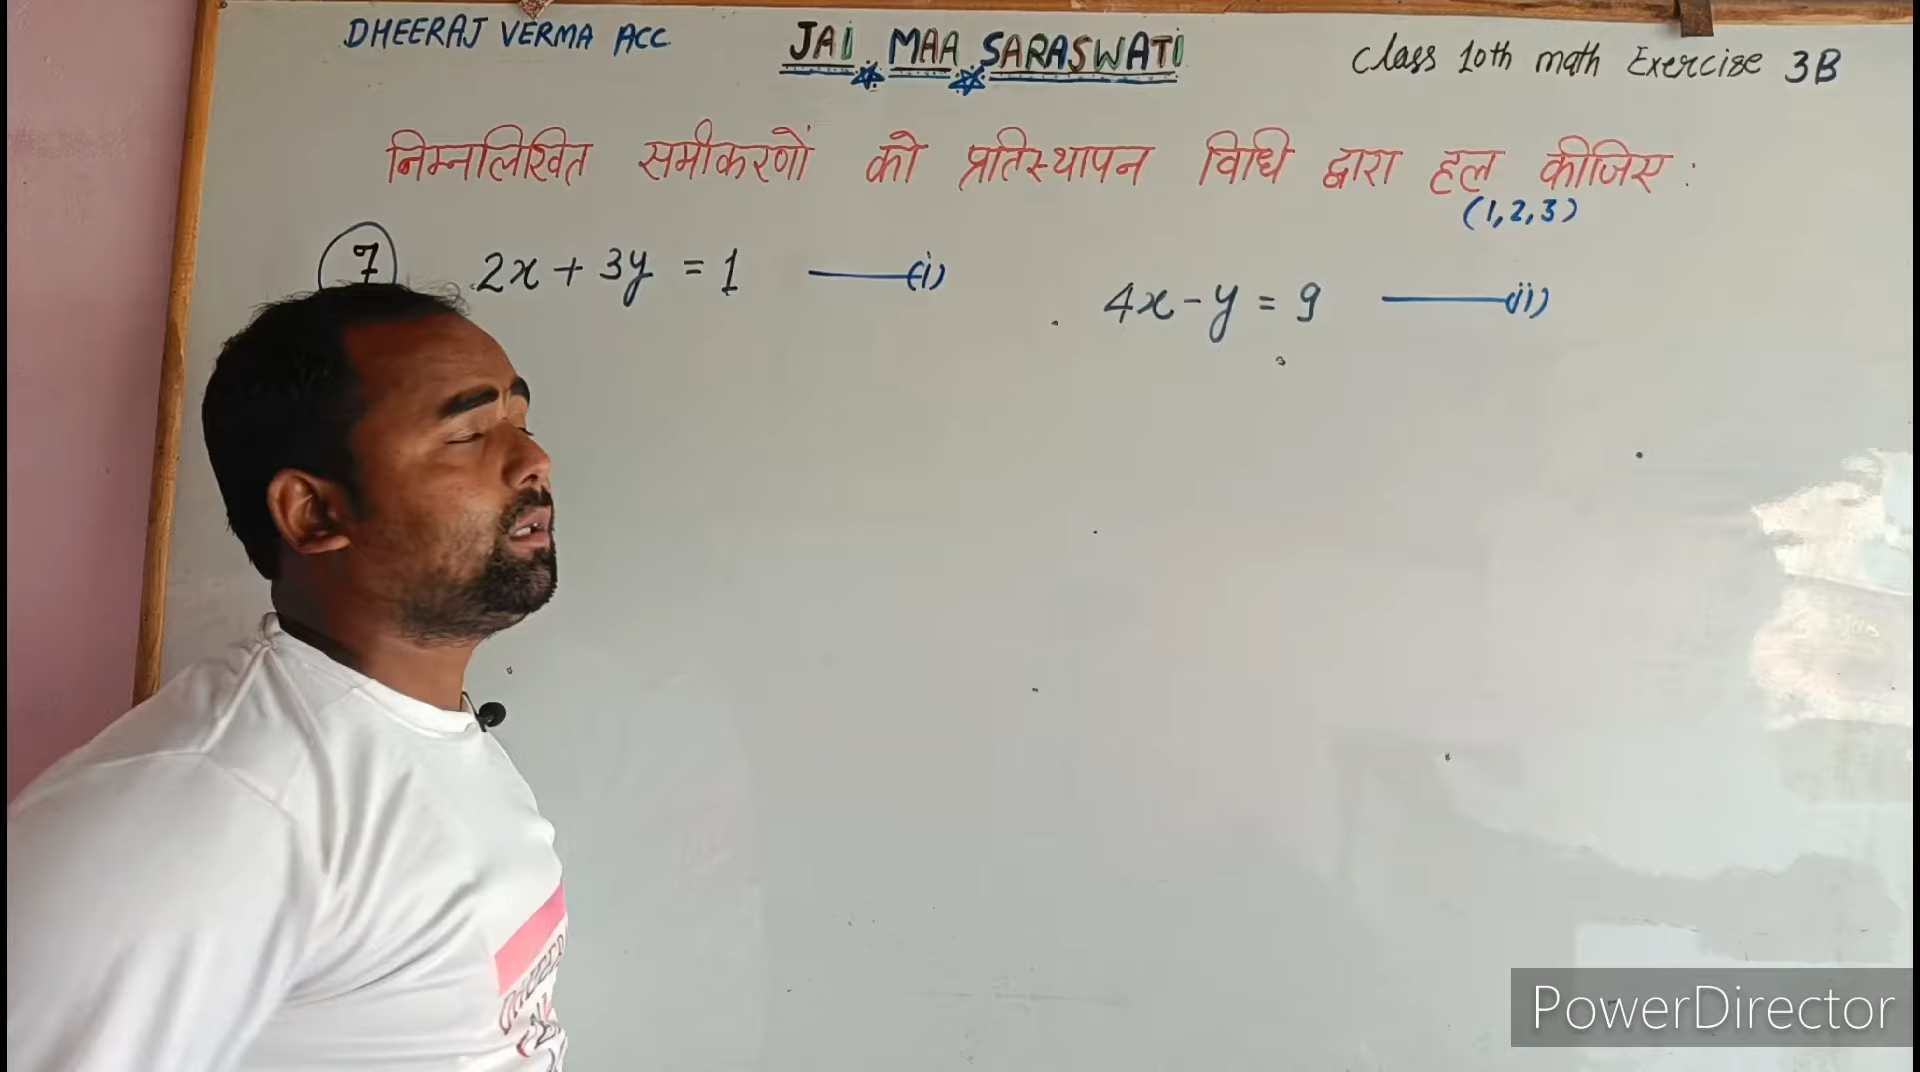 DHEERAJ VERMA ACC
JAI MAA SARASWATI
Class 10th math Exercise 3B
निम्नलिखित समीकरणों को प्रतिस्थापन विधि द्वारा हल कीजिए :
(1,2,3)
7 2x + 3y = 1 (i)
4x - y = 9 (ii)
PowerDirector